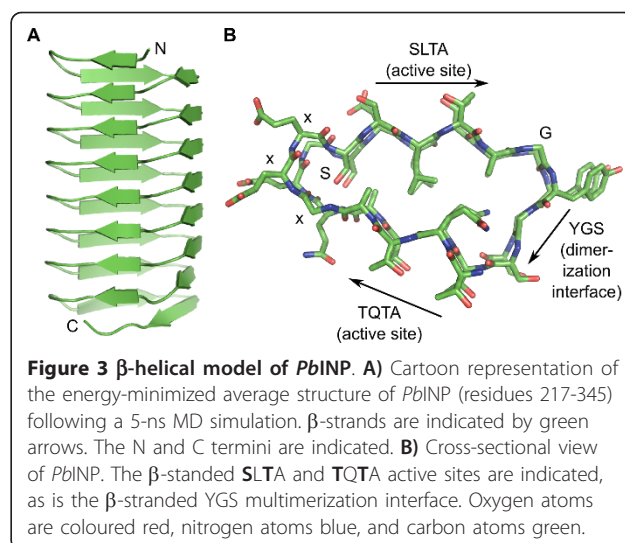 A
N
C
B
SLTA
(active site)
x
x
x
S
G
YGS
(dimer-
ization
interface)
TQTA
(active site)
Figure 3 β-helical model of PbINP. A) Cartoon representation of
the energy-minimized average structure of PbINP (residues 217-345)
following a 5-ns MD simulation. β-strands are indicated by green
arrows. The N and C termini are indicated. B) Cross-sectional view
of PbINP. The β-standed SLTA and TQTA active sites are indicated,
as is the β-stranded YGS multimerization interface. Oxygen atoms
are coloured red, nitrogen atoms blue, and carbon atoms green.